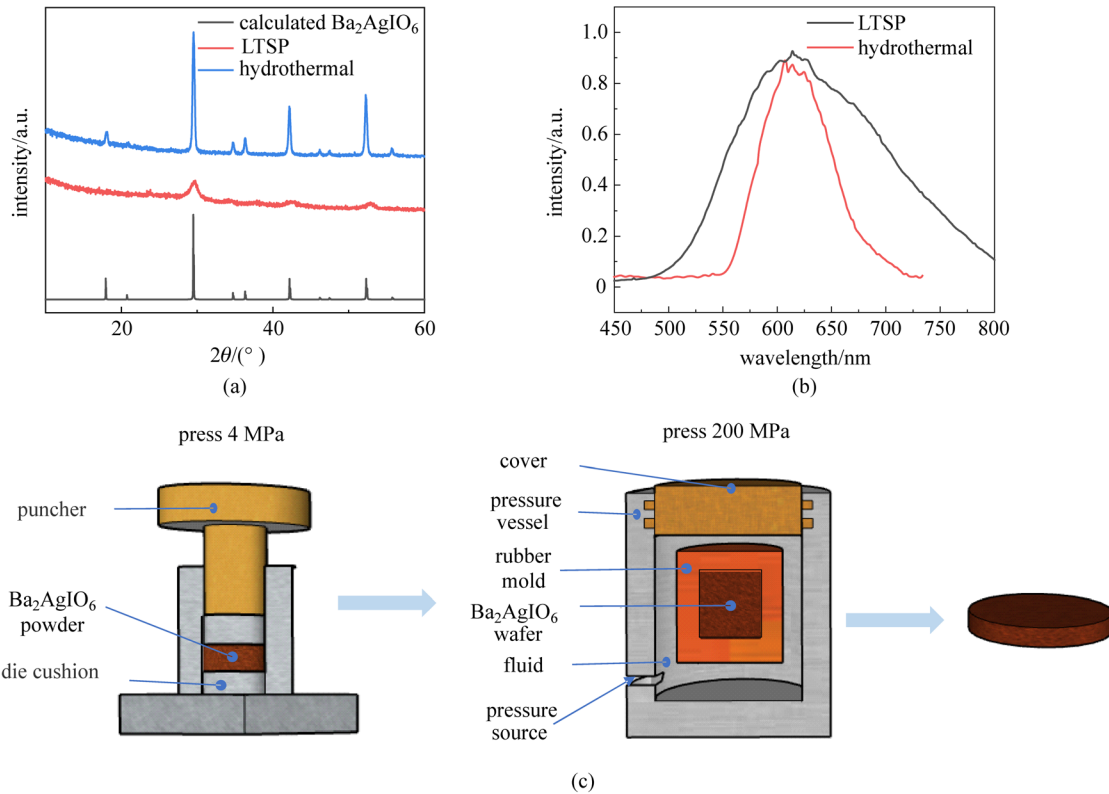 calculated Ba₂AgIO₆
LTSP
hydrothermal
intensity/a.u.
20
40
60
2θ/(° )
(a)
1.0
0.8
0.6
0.4
0.2
0
LTSP
hydrothermal
intensity/a.u.
450
500
550
600
650
700
750
800
wavelength/nm
(b)
press 4 MPa
puncher
Ba₂AgIO₆
powder
die cushion
press 200 MPa
cover
pressure
vessel
rubber
mold
Ba₂AgIO₆
wafer
fluid
pressure
source
(c)